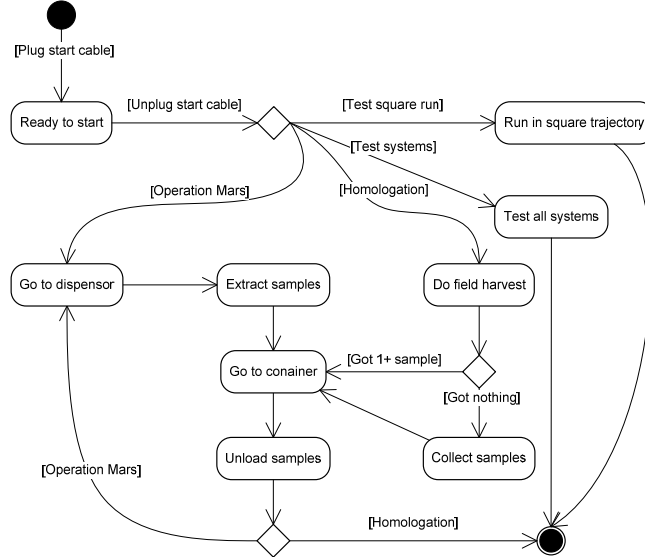 [Plug start cable]
Ready to start
[Unplug start cable]
[Test square run]
Run in square trajectory
[Test systems]
[Operation Mars]
[Homologation]
Test all systems
Go to dispensor
Extract samples
Do field harvest
Go to conainer
[Got 1+ sample]
[Got nothing]
Unload samples
Collect samples
[Operation Mars]
[Homologation]